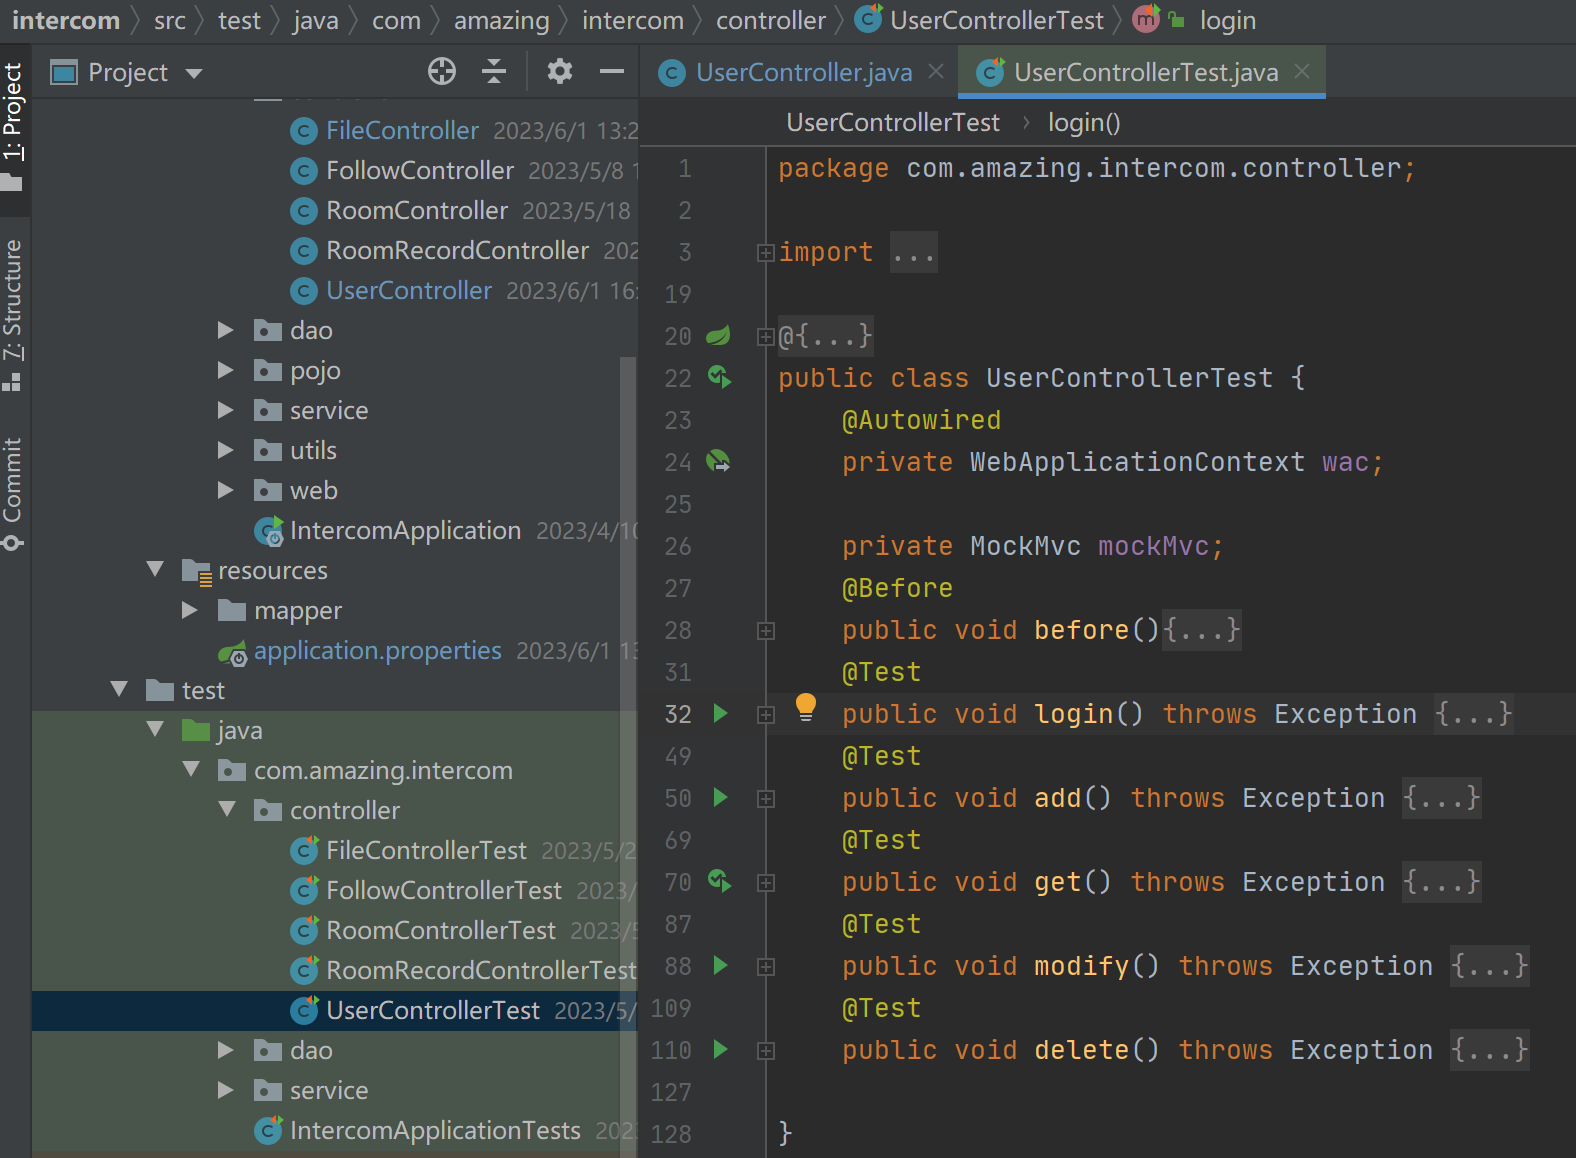 intercom src test java com amazing intercom controller UserControllerTest login
1: Project
7: Structure
Commit
Project
FileController 2023/6/1 13:2
FollowController 2023/5/8 1
RoomController 2023/5/18
RoomRecordController 202
UserController 2023/6/1 16:
dao
pojo
service
utils
web
IntercomApplication 2023/4/10
resources
mapper
application.properties 2023/6/1 13
test
java
com.amazing.intercom
controller
FileControllerTest 2023/5/2
FollowControllerTest 2023/
RoomControllerTest 2023/5
RoomRecordControllerTest
UserControllerTest 2023/5/
dao
service
IntercomApplicationTests 202
UserController.java UserControllerTest.java
UserControllerTest login()
1 package com.amazing.intercom.controller;
2
3 import ...
19
20 @{...}
22 public class UserControllerTest {
23 @Autowired
24 private WebApplicationContext wac;
25
26 private MockMvc mockMvc;
27 @Before
28 public void before(){...}
31 @Test
32 public void login() throws Exception {...}
49 @Test
50 public void add() throws Exception {...}
69 @Test
70 public void get() throws Exception {...}
87 @Test
88 public void modify() throws Exception {...}
109 @Test
110 public void delete() throws Exception {...}
127
128 }